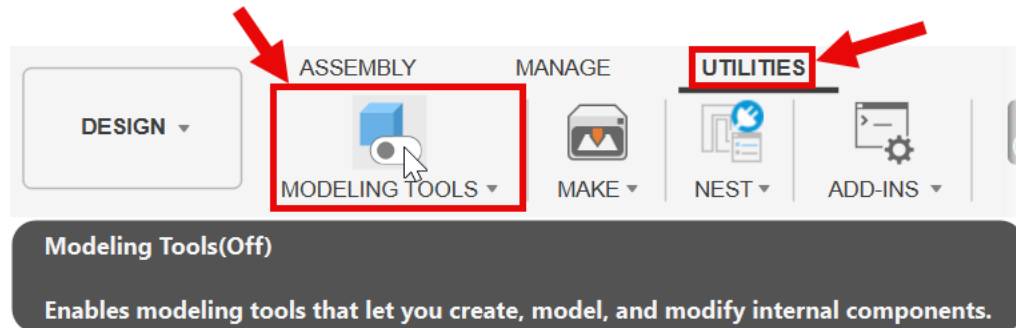 ASSEMBLY MANAGE UTILITIES
DESIGN
MODELING TOOLS MAKE NEST ADD-INS
Modeling Tools(Off)
Enables modeling tools that let you create, model, and modify internal components.